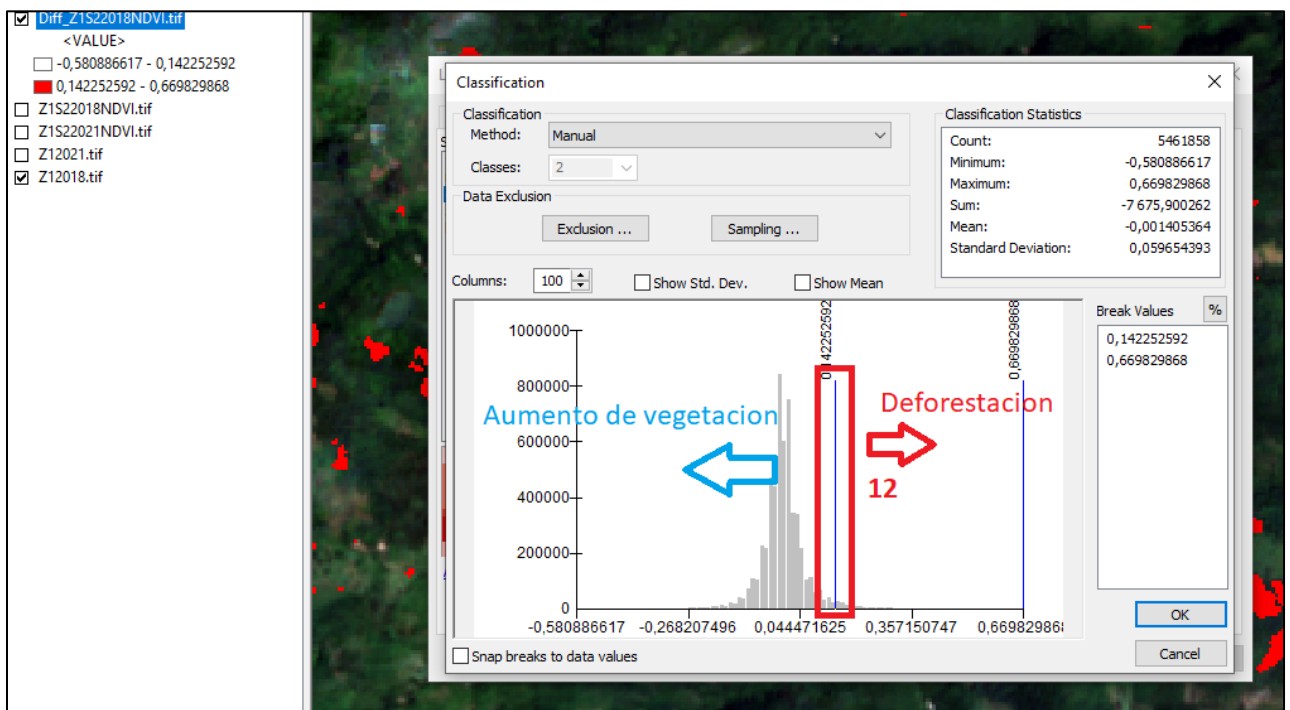 Diff_Z1S22018NDVI.tif
<VALUE>
-0,580886617 - 0,142252592
0,142252592 - 0,669829868
Z1S22018NDVI.tif
Z1S22021NDVI.tif
Z12021.tif
Z12018.tif
Classification
Classification
Method: Manual
Classes: 2
Data Exclusion
Exclusion ...
Sampling ...
Classification Statistics
Count: 5461858
Minimum: -0,580886617
Maximum: 0,669829868
Sum: -7 675,900262
Mean: -0,001405364
Standard Deviation: 0,059654393
Columns: 100
Show Std. Dev.
Show Mean
Break Values %
0,142252592
0,669829868
0,142252592
0,669829868
1000000
800000
600000
400000
200000
0
-0,580886617 -0,268207496 0,044471625 0,357150747 0,66982986
Aumento de vegetacion
Deforestacion
12
OK
Cancel
Snap breaks to data values